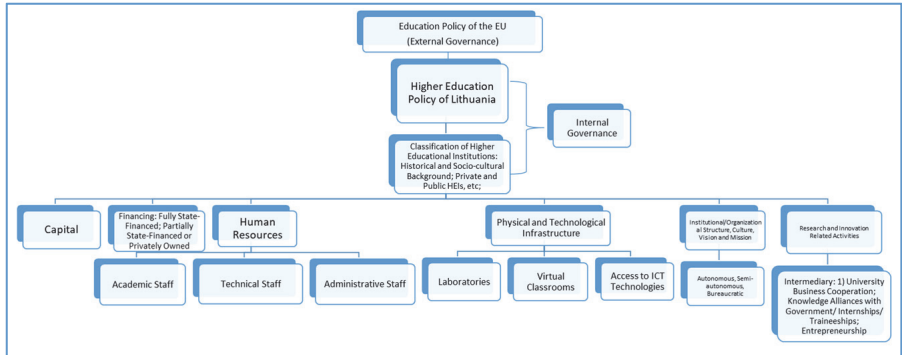 Education Policy of the EU
(External Governance)
Higher Education
Policy of Lithuania
Internal
Governance
Classification of Higher
Educational Institutions:
Historical and Socio-cultural
Background; Private and
Public HEIs, etc;
Capital
Financing: Fully State-
Financed; Partially
State-Financed or
Privately Owned
Human
Resources
Physical and Technological
Infrastructure
Institutional/Organization
al Structure, Culture,
Vision and Mission
Research and Innovation
Related Activities
Academic Staff
Technical Staff
Administrative Staff
Laboratories
Virtual
Classrooms
Access to ICT
Technologies
Autonomous, Semi-
autonomous,
Bureaucratic
Intermediary: 1) University
Business Cooperation;
Knowledge Alliances with
Government/ Internships/
Traineeships;
Entrepreneurship